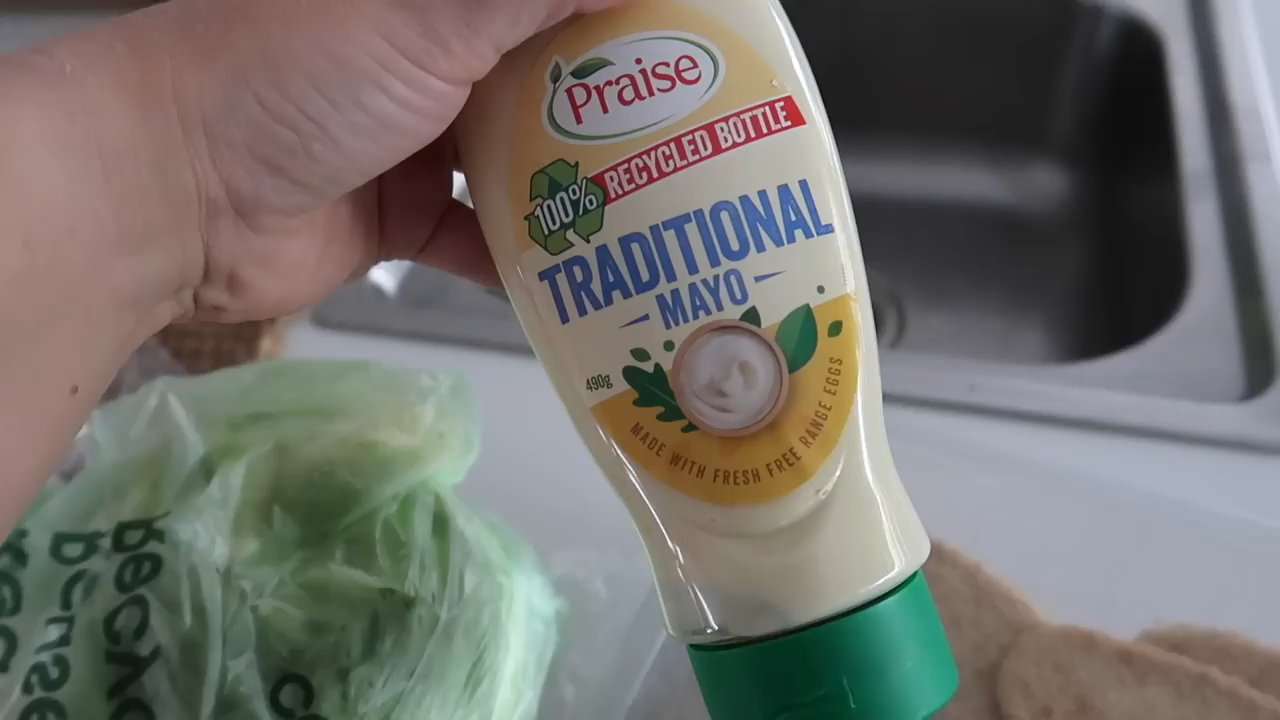 Praise
RECYCLED BOTTLE
100%
TRADITIONAL
MAYO
490g
MADE WITH FRESH FREE RANGE EGGS